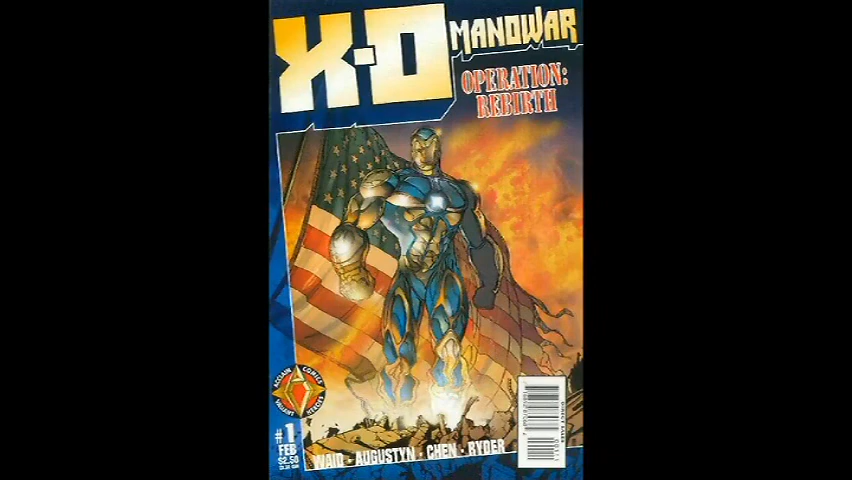 X-O
MANOWAR
OPERATION:
REBIRTH
ACCLAIM COMICS
VALIANT HEROES
#1
FEB
$2.50
WAID • AUGUSTYN • CHEN • RYDER